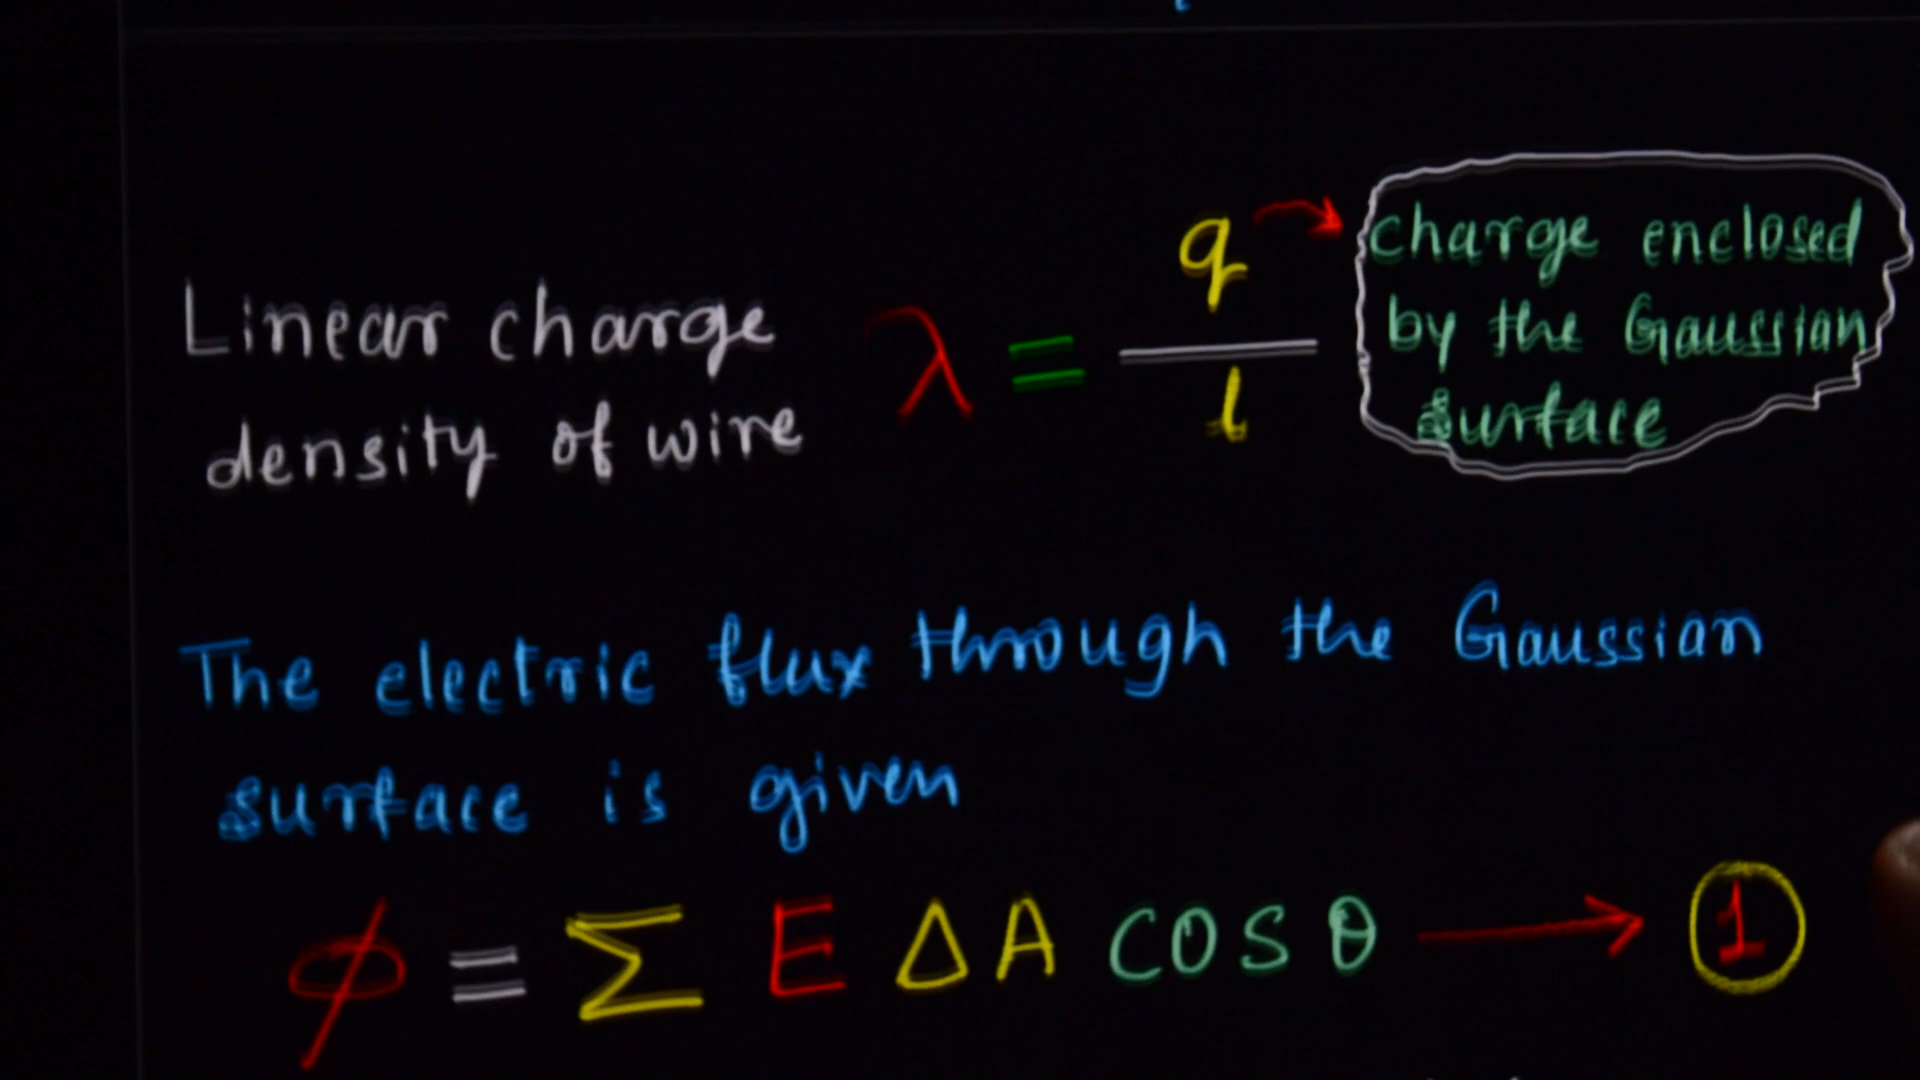 Linear charge
density of wire
λ = q / l
charge enclosed
by the Gaussian
surface
The electric flux through the Gaussian
surface is given
ϕ = Σ E Δ A cos θ → 1